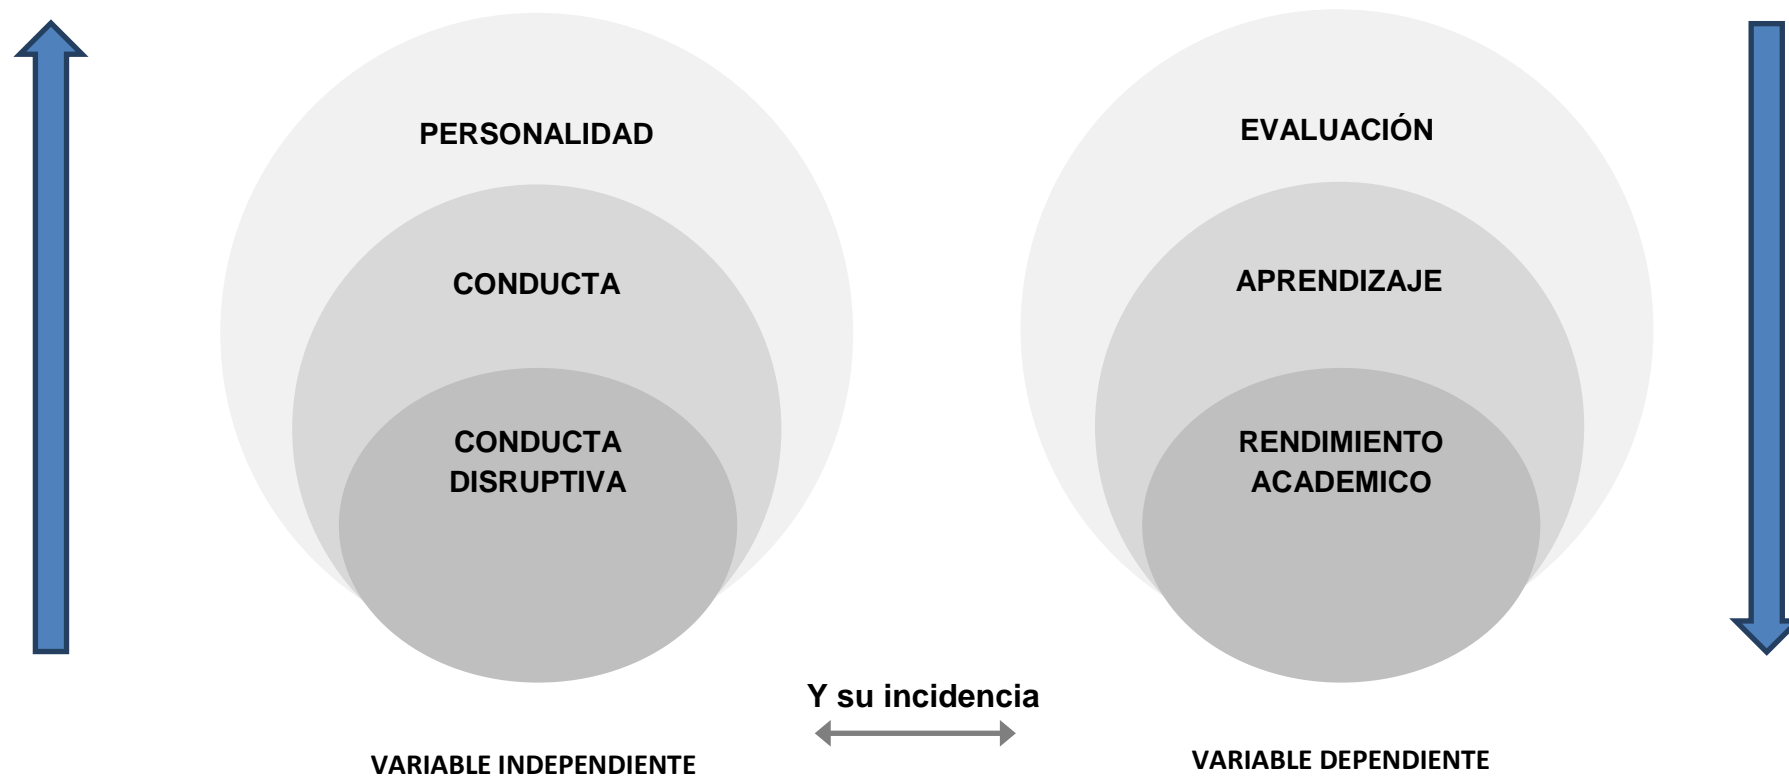 PERSONALIDAD
CONDUCTA
CONDUCTA
DISRUPTIVA
EVALUACIÓN
APRENDIZAJE
RENDIMIENTO
ACADEMICO
Y su incidencia
VARIABLE INDEPENDIENTE
VARIABLE DEPENDIENTE